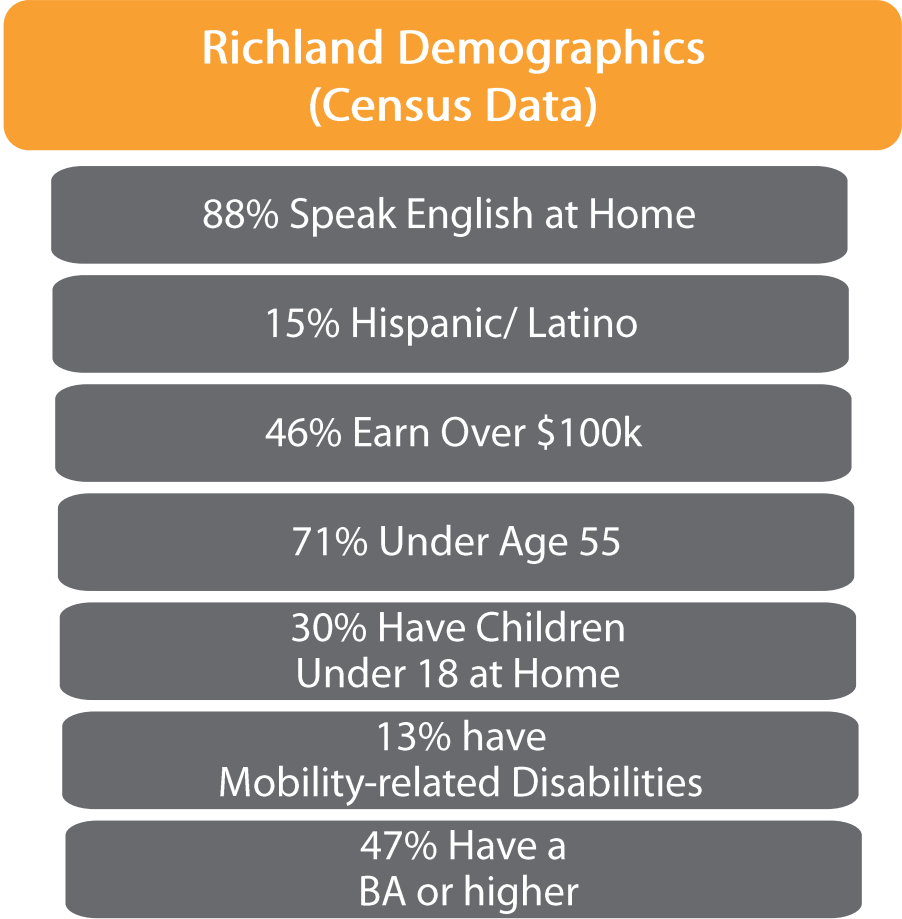 Richland Demographics
(Census Data)
88% Speak English at Home
15% Hispanic/ Latino
46% Earn Over $100k
71% Under Age 55
30% Have Children
Under 18 at Home
13% have
Mobility-related Disabilities
47% Have a
BA or higher